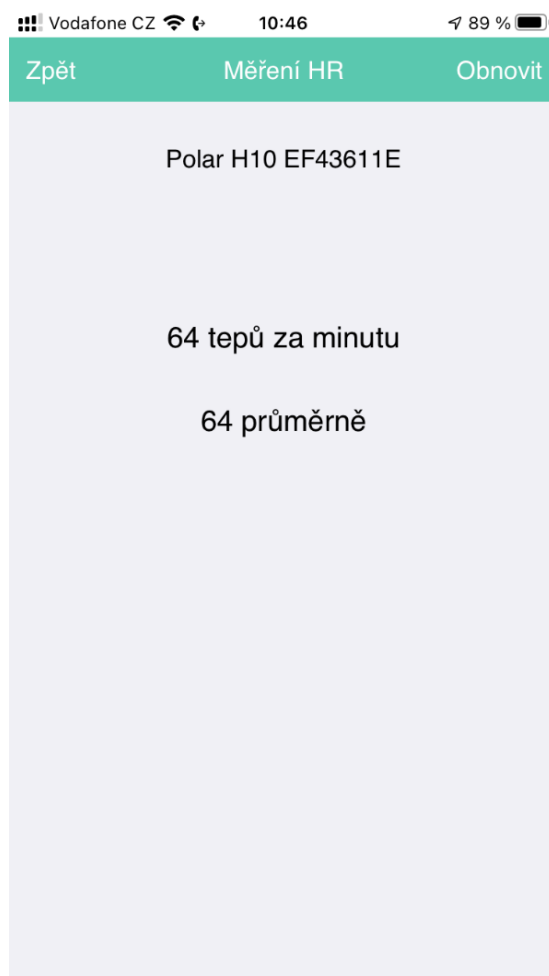 Vodafone CZ 10:46 89 %
Zpět Měření HR Obnovit
Polar H10 EF43611E
64 tepů za minutu
64 průměrně